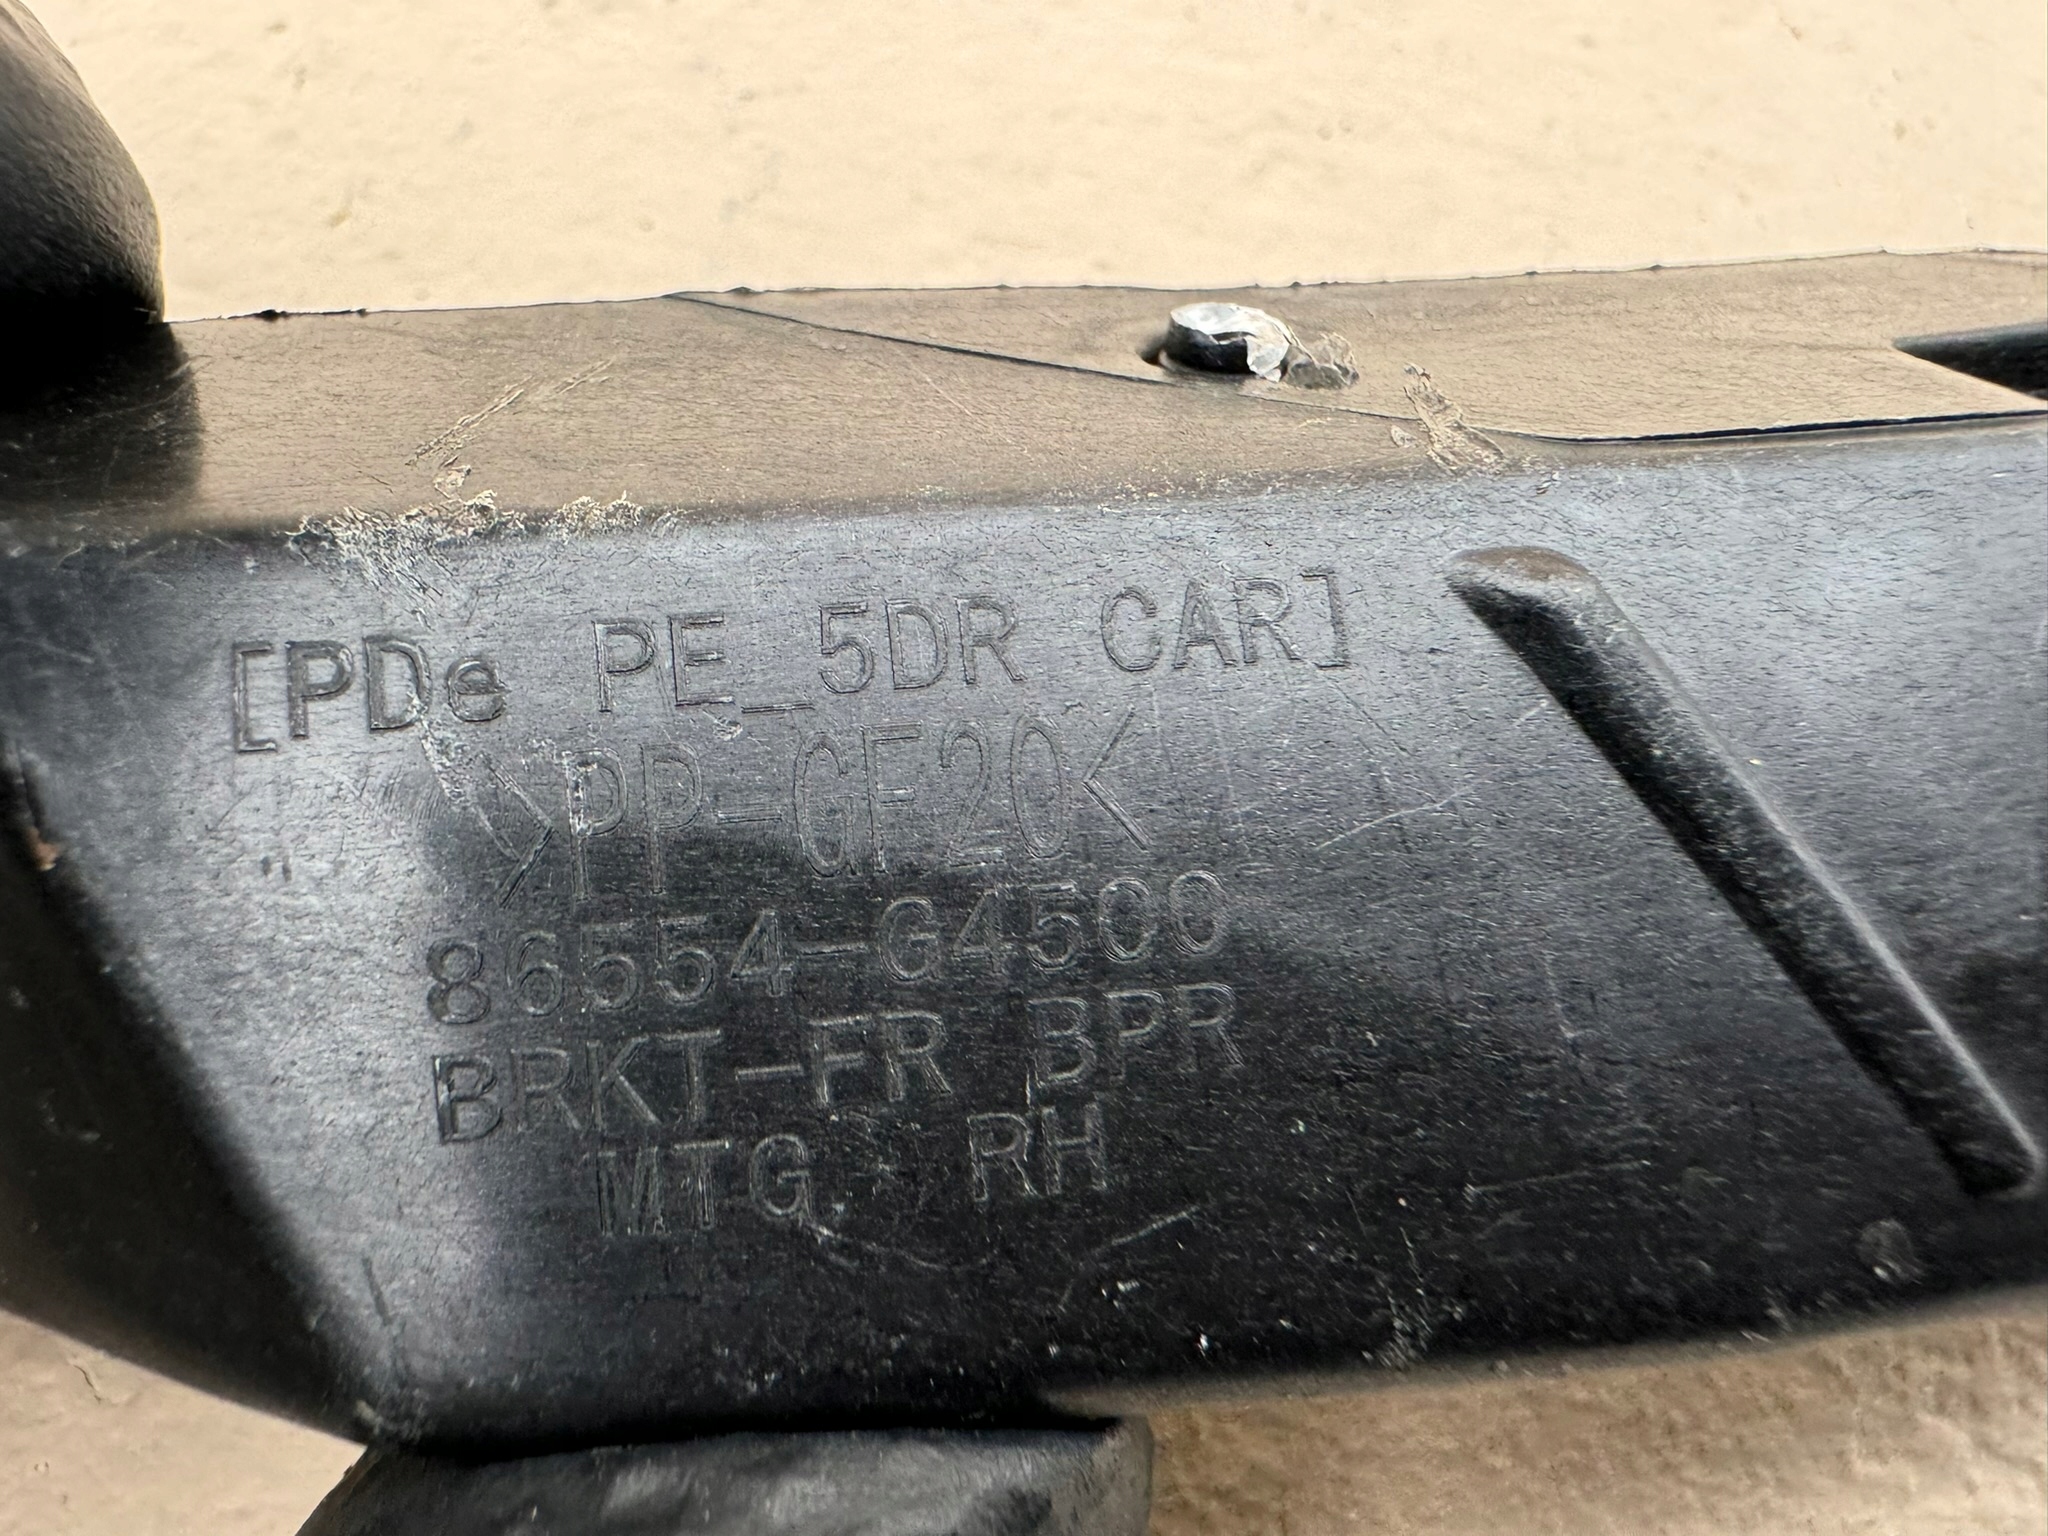 [PDe PE_5DR CAR]
>PP-GF20<
86554-G4500
BRKT-FR BPR
MTG. RH